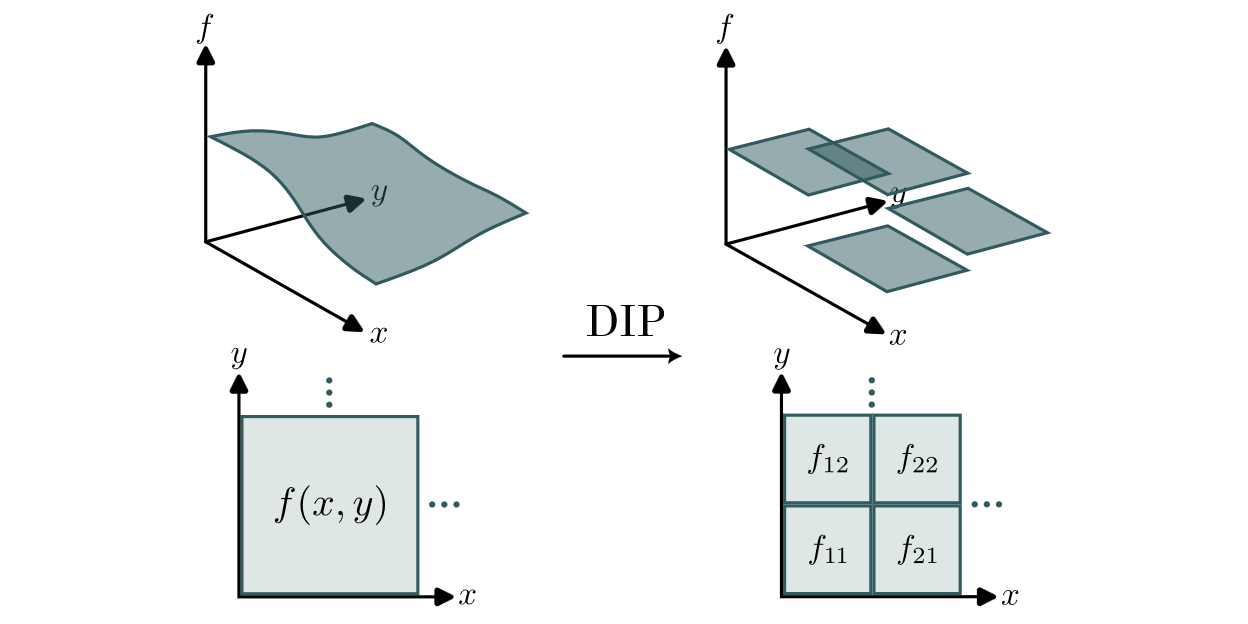 f
y
x
y
f(x, y)
x
DIP
f
y
x
y
f₁₂ f₂₂
f₁₁ f₂₁
x